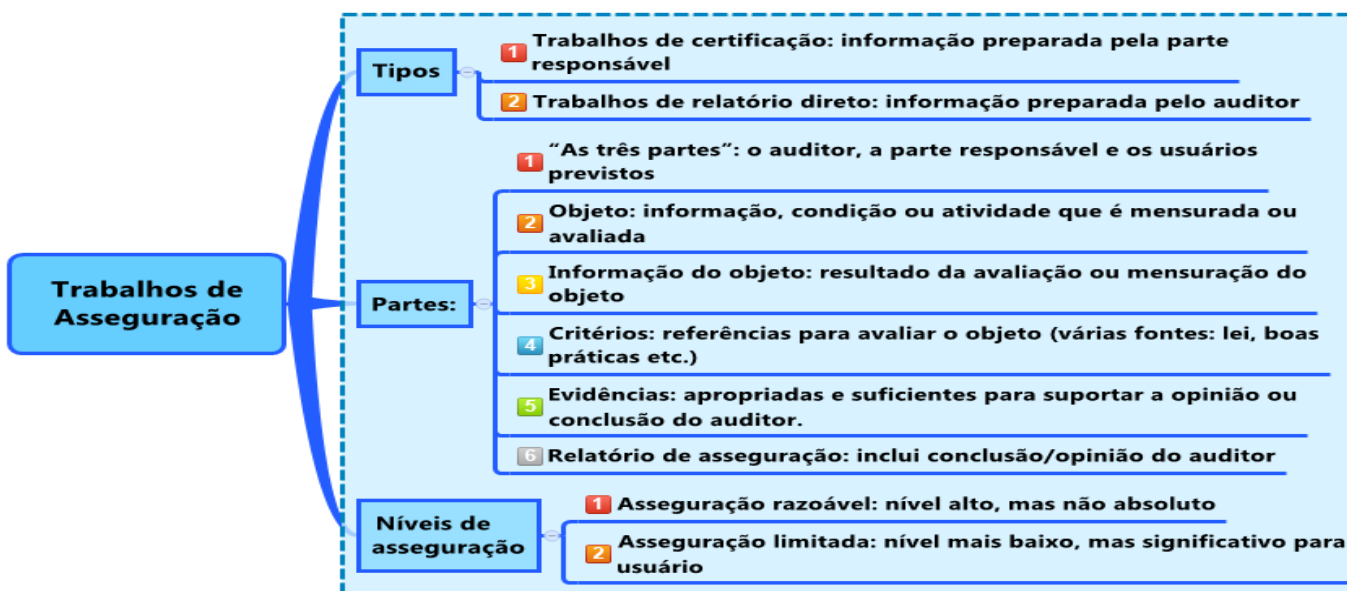 Trabalhos de
Asseguração
Tipos
1 Trabalhos de certificação: informação preparada pela parte
responsável
2 Trabalhos de relatório direto: informação preparada pelo auditor
Partes:
1 “As três partes”: o auditor, a parte responsável e os usuários
previstos
2 Objeto: informação, condição ou atividade que é mensurada ou
avaliada
3 Informação do objeto: resultado da avaliação ou mensuração do
objeto
4 Critérios: referências para avaliar o objeto (várias fontes: lei, boas
práticas etc.)
5 Evidências: apropriadas e suficientes para suportar a opinião ou
conclusão do auditor.
6 Relatório de asseguração: inclui conclusão/opinião do auditor
Níveis de
asseguração
1 Asseguração razoável: nível alto, mas não absoluto
2 Asseguração limitada: nível mais baixo, mas significativo para
usuário